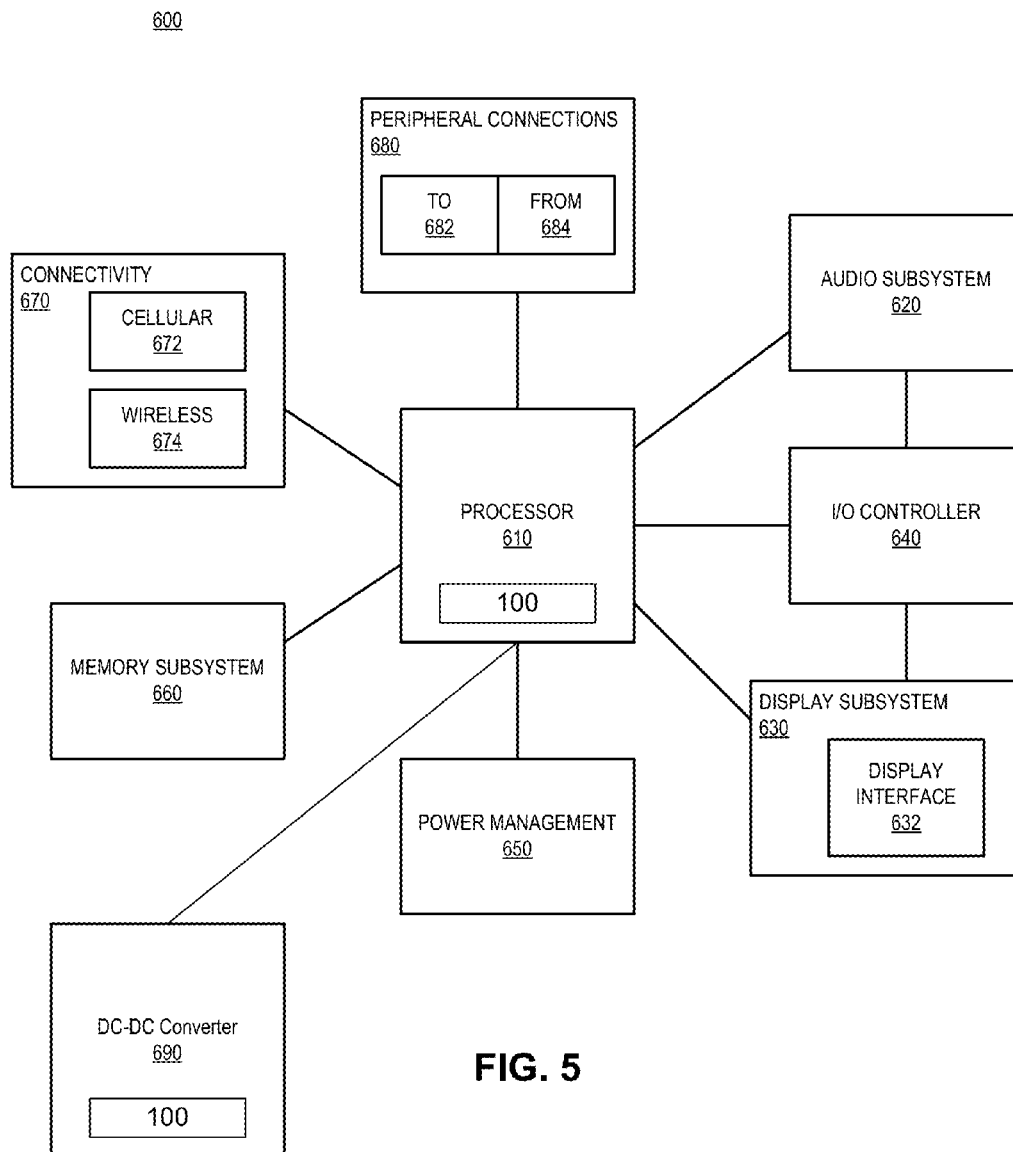 600
PERIPHERAL CONNECTIONS
680
TO
682
FROM
684
CONNECTIVITY
670
CELLULAR
672
WIRELESS
674
AUDIO SUBSYSTEM
620
PROCESSOR
610
100
I/O CONTROLLER
640
MEMORY SUBSYSTEM
660
DISPLAY SUBSYSTEM
630
DISPLAY
INTERFACE
632
POWER MANAGEMENT
650
DC-DC Converter
690
100
FIG. 5